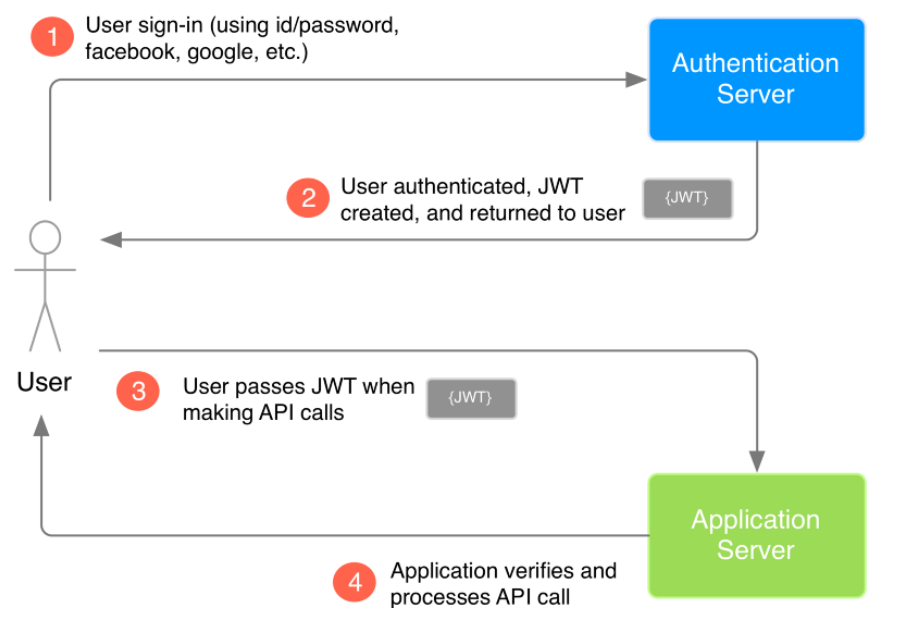 1
User sign-in (using id/password,
facebook, google, etc.)
Authentication
Server
2
User authenticated, JWT
created, and returned to user
{JWT}
User
3
User passes JWT when
making API calls
{JWT}
Application
Server
4
Application verifies and
processes API call